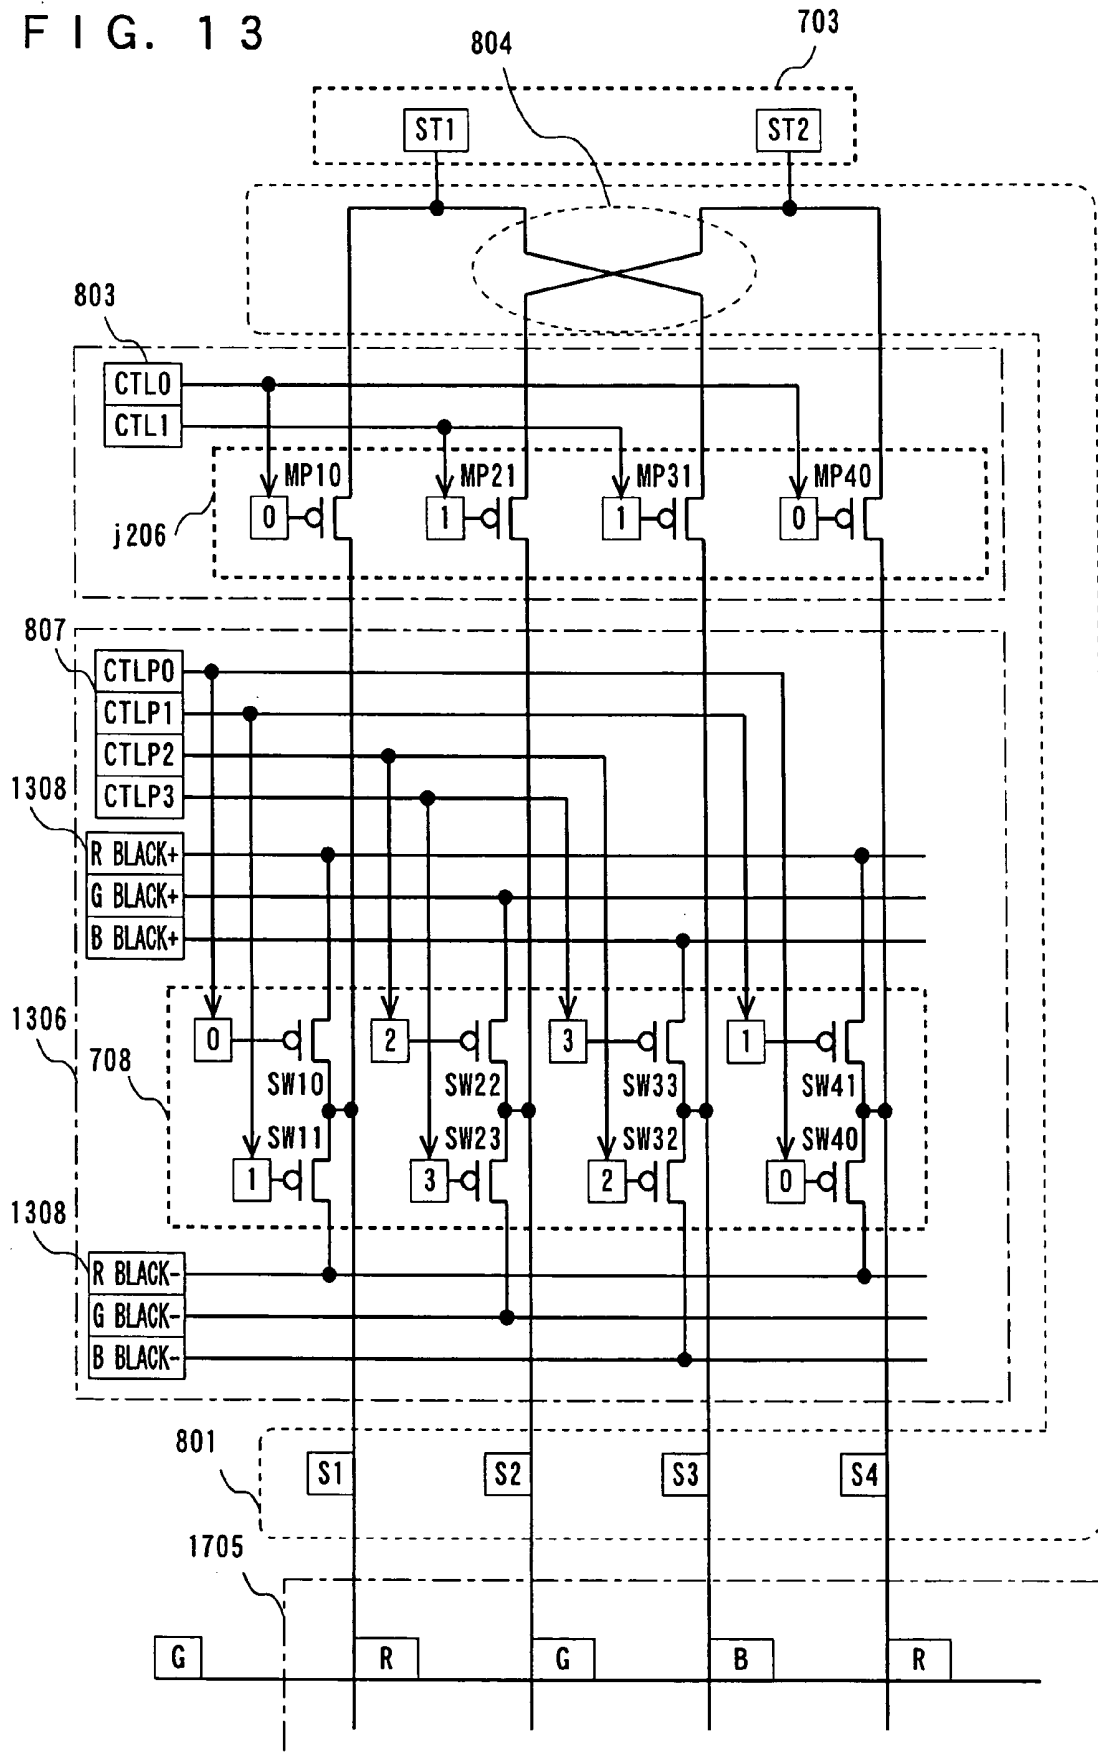 FIG. 13
703
804
ST1
ST2
803
CTL0
CTL1
MP10
MP21
MP31
MP40
0
1
1
0
j206
807
CTLP0
CTLP1
CTLP2
CTLP3
1308
R BLACK+
G BLACK+
B BLACK+
1306
708
0
2
3
1
SW10
SW22
SW33
SW41
SW11
SW23
SW32
SW40
1
3
2
0
1308
R BLACK-
G BLACK-
B BLACK-
801
S1
S2
S3
S4
1705
G
R
G
B
R